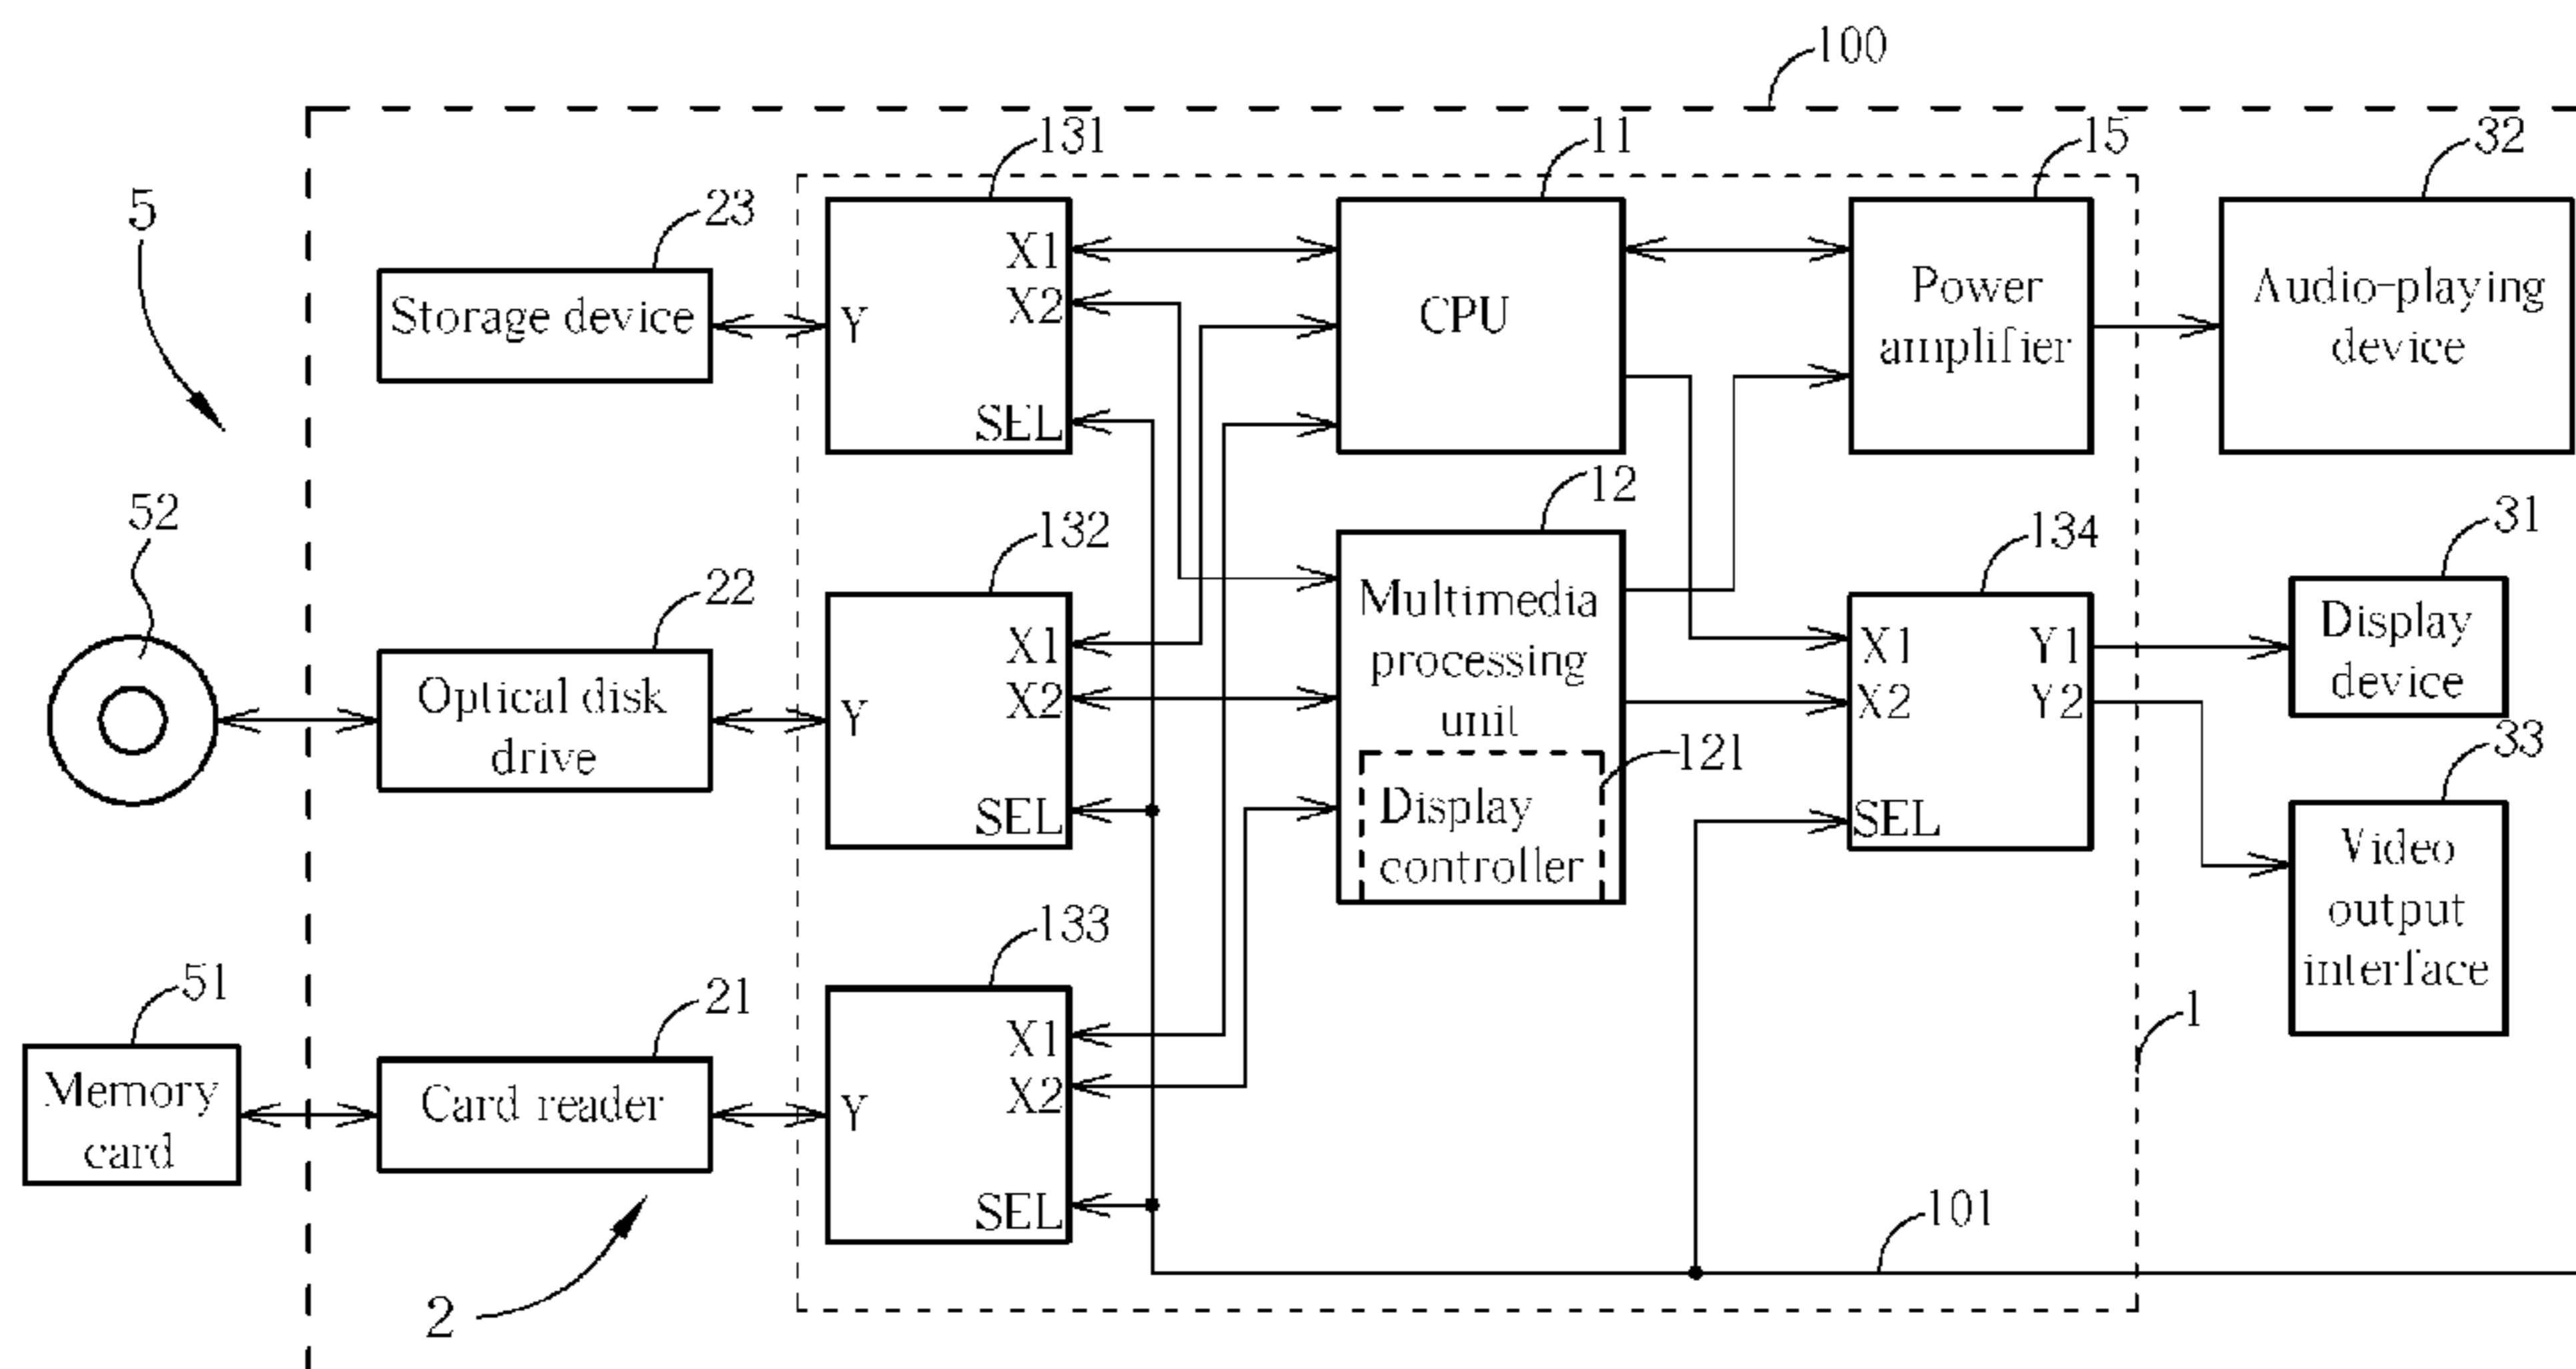 100
131
11
15
32
5
23
X1
X2
Y
SEL
Storage device
CPU
Power
amplifier
Audio-playing
device
52
132
12
134
31
22
X1
X2
Y
SEL
Optical disk
drive
Multimedia
processing
unit
121
Display
controller
X1
X2
SEL
Y1
Y2
Display
device
33
Video
output
interface
133
51
21
X1
X2
Y
SEL
Memory
card
Card reader
1
101
2